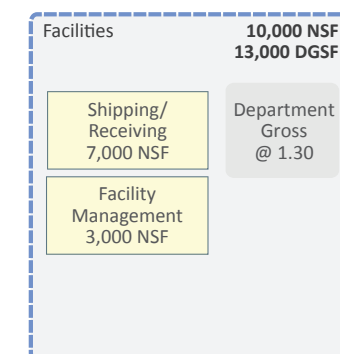 Facilities 10,000 NSF
13,000 DGSF
Shipping/
Receiving
7,000 NSF
Department
Gross
@ 1.30
Facility
Management
3,000 NSF